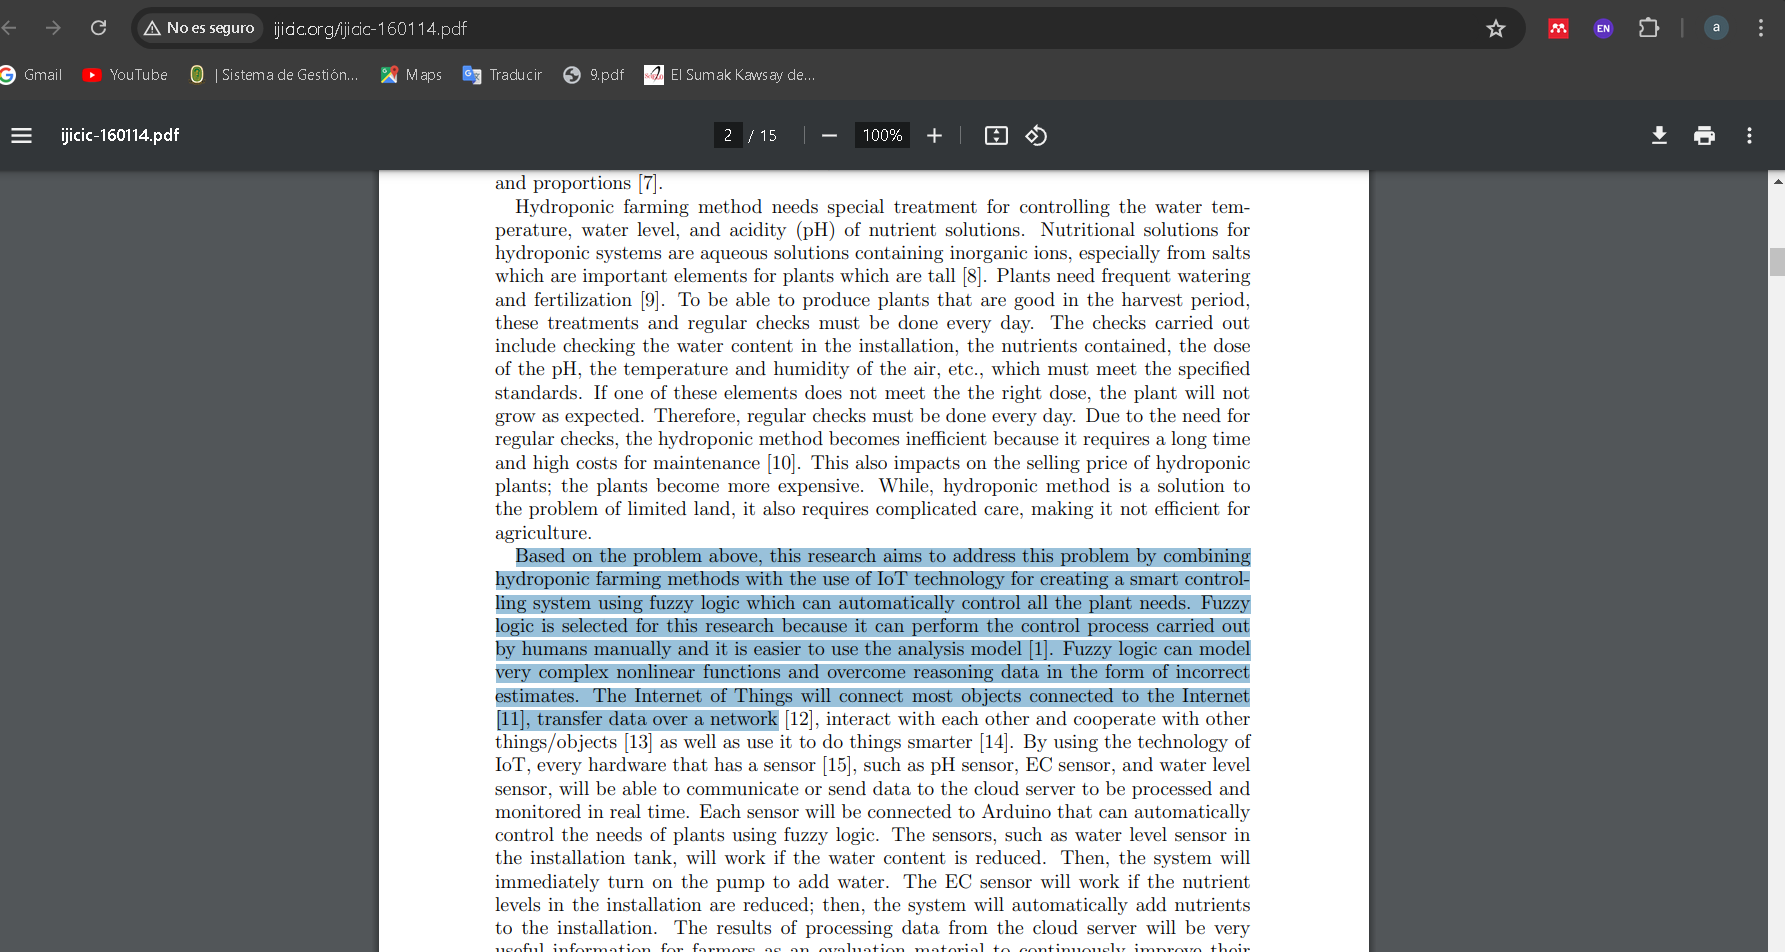 No es seguro ijicic.org/ijicic-160114.pdf EN a
Gmail YouTube | Sistema de Gestión... Maps Traducir 9.pdf El Sumak Kawsay de...
ijicic-160114.pdf 2 / 15 100%
and proportions [7].
Hydroponic farming method needs special treatment for controlling the water tem-
perature, water level, and acidity (pH) of nutrient solutions. Nutritional solutions for
hydroponic systems are aqueous solutions containing inorganic ions, especially from salts
which are important elements for plants which are tall [8]. Plants need frequent watering
and fertilization [9]. To be able to produce plants that are good in the harvest period,
these treatments and regular checks must be done every day. The checks carried out
include checking the water content in the installation, the nutrients contained, the dose
of the pH, the temperature and humidity of the air, etc., which must meet the specified
standards. If one of these elements does not meet the the right dose, the plant will not
grow as expected. Therefore, regular checks must be done every day. Due to the need for
regular checks, the hydroponic method becomes inefficient because it requires a long time
and high costs for maintenance [10]. This also impacts on the selling price of hydroponic
plants; the plants become more expensive. While, hydroponic method is a solution to
the problem of limited land, it also requires complicated care, making it not efficient for
agriculture.
Based on the problem above, this research aims to address this problem by combining
hydroponic farming methods with the use of IoT technology for creating a smart control-
ling system using fuzzy logic which can automatically control all the plant needs. Fuzzy
logic is selected for this research because it can perform the control process carried out
by humans manually and it is easier to use the analysis model [1]. Fuzzy logic can model
very complex nonlinear functions and overcome reasoning data in the form of incorrect
estimates. The Internet of Things will connect most objects connected to the Internet
[11], transfer data over a network [12], interact with each other and cooperate with other
things/objects [13] as well as use it to do things smarter [14]. By using the technology of
IoT, every hardware that has a sensor [15], such as pH sensor, EC sensor, and water level
sensor, will be able to communicate or send data to the cloud server to be processed and
monitored in real time. Each sensor will be connected to Arduino that can automatically
control the needs of plants using fuzzy logic. The sensors, such as water level sensor in
the installation tank, will work if the water content is reduced. Then, the system will
immediately turn on the pump to add water. The EC sensor will work if the nutrient
levels in the installation are reduced; then, the system will automatically add nutrients
to the installation. The results of processing data from the cloud server will be very
useful information for farmers as an evaluation material to continuously improve their